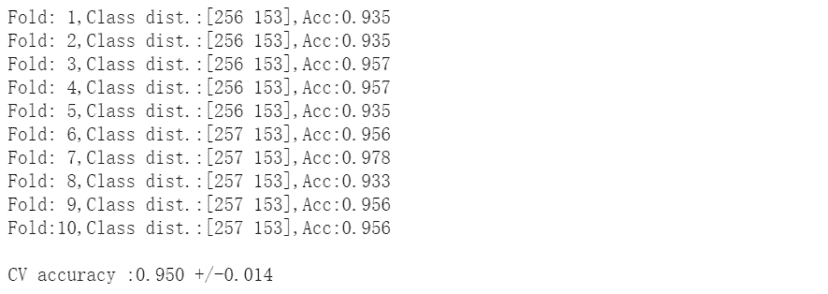 Fold: 1,Class dist.:[256 153],Acc:0.935
Fold: 2,Class dist.:[256 153],Acc:0.935
Fold: 3,Class dist.:[256 153],Acc:0.957
Fold: 4,Class dist.:[256 153],Acc:0.957
Fold: 5,Class dist.:[256 153],Acc:0.935
Fold: 6,Class dist.:[257 153],Acc:0.956
Fold: 7,Class dist.:[257 153],Acc:0.978
Fold: 8,Class dist.:[257 153],Acc:0.933
Fold: 9,Class dist.:[257 153],Acc:0.956
Fold:10,Class dist.:[257 153],Acc:0.956
CV accuracy :0.950 +/-0.014